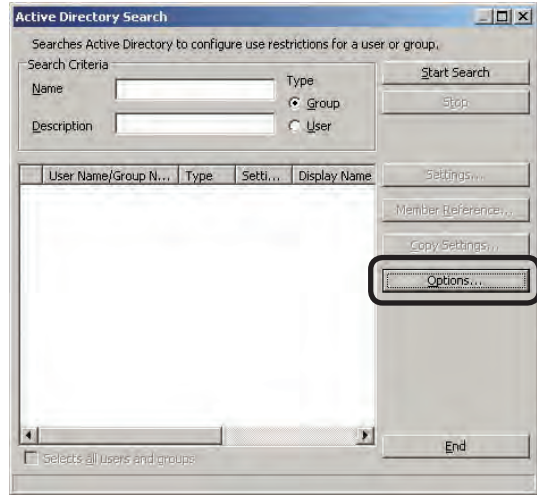 Active Directory Search
Searches Active Directory to configure use restrictions for a user or group.
Search Criteria
Name
Type
Group
Description
User
Start Search
Stop
User Name/Group N...
Type
Setti...
Display Name
Settings...
Member Reference...
Copy Settings...
Options...
End
Selects all users and groups